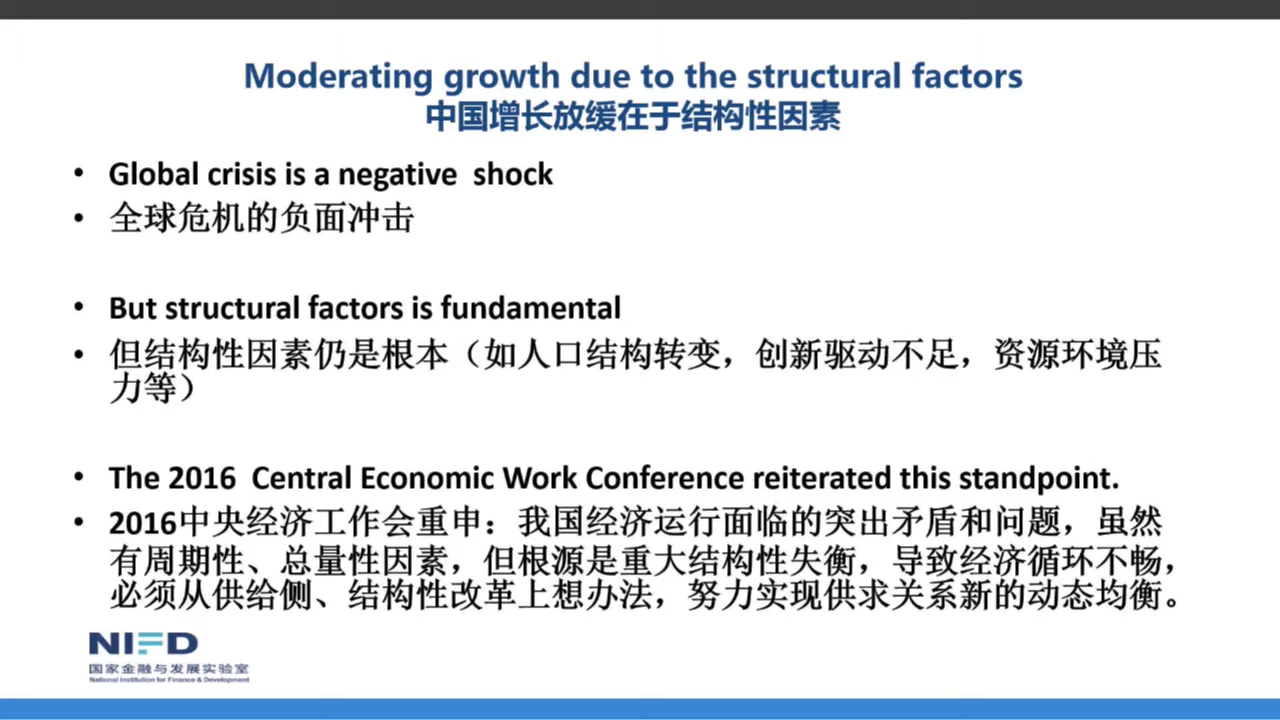 Moderating growth due to the structural factors
中国增长放缓在于结构性因素
• Global crisis is a negative shock
• 全球危机的负面冲击
• But structural factors is fundamental
• 但结构性因素仍是根本（如人口结构转变，创新驱动不足，资源环境压
力等）
• The 2016 Central Economic Work Conference reiterated this standpoint.
• 2016中央经济工作会重申：我国经济运行面临的突出矛盾和问题，虽然
有周期性、总量性因素，但根源是重大结构性失衡，导致经济循环不畅，
必须从供给侧、结构性改革上想办法，努力实现供求关系新的动态均衡。
NIFD
国家金融与发展实验室
National Institution for Finance & Development